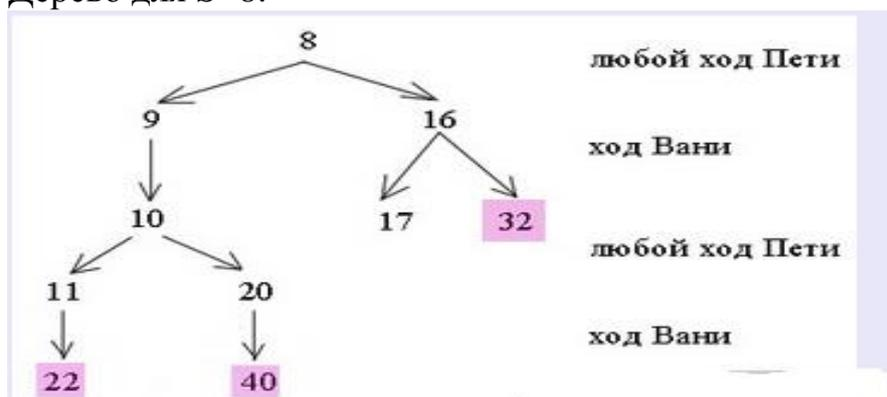 Дерево для S=8:
8 любой ход Пети
9 16
ход Вани
10 17 32
любой ход Пети
11 20
ход Вани
22 40